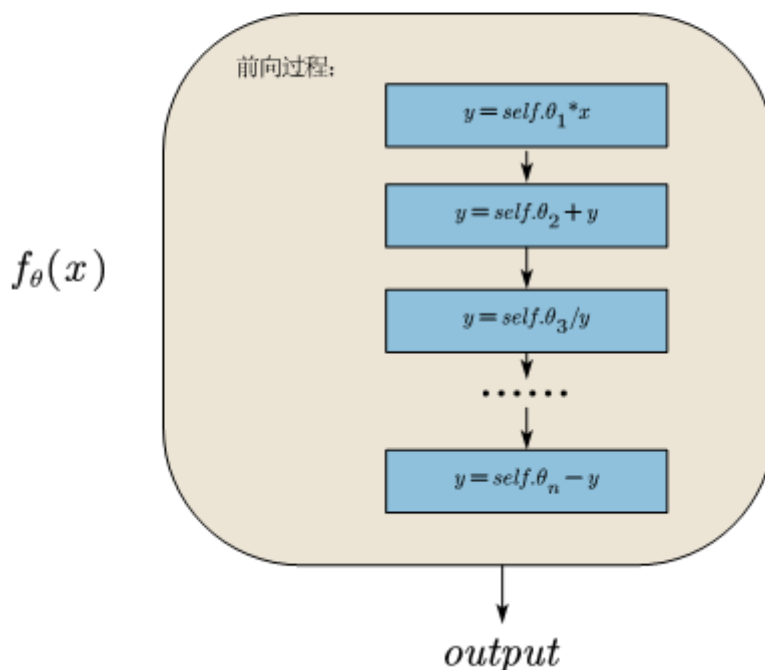 前向过程：
y = self.θ₁*x
y = self.θ₂ + y
fθ(x)
y = self.θ₃/y
······
y = self.θₙ − y
output